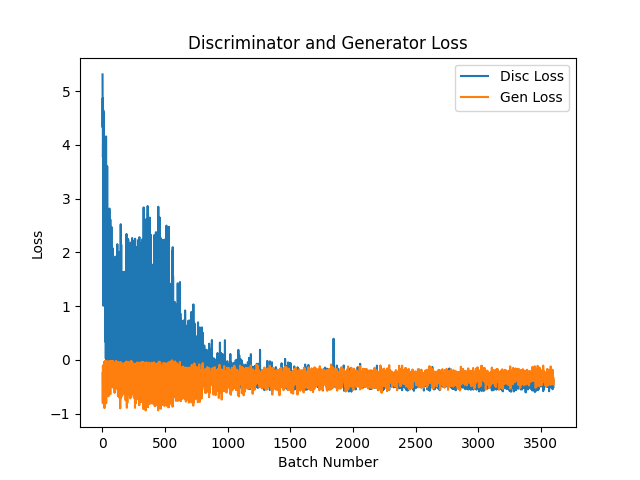 Discriminator and Generator Loss
Disc Loss
Gen Loss
5
4
3
2
1
0
−1
Loss
0 500 1000 1500 2000 2500 3000 3500
Batch Number